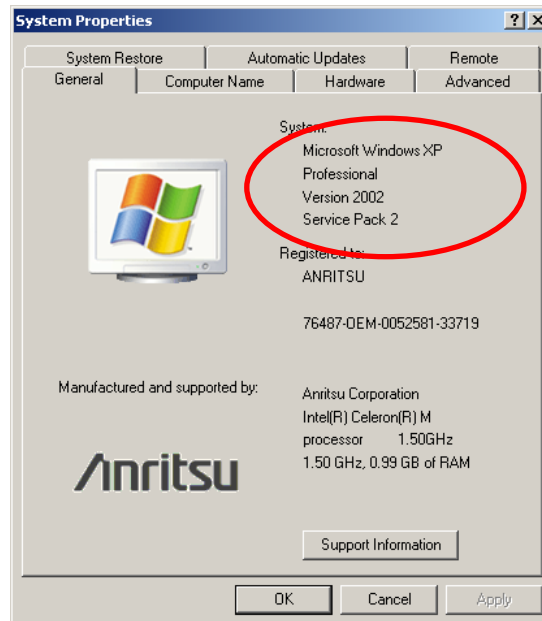 System Properties
System Restore Automatic Updates Remote
General Computer Name Hardware Advanced
System:
Microsoft Windows XP
Professional
Version 2002
Service Pack 2
Registered to:
ANRITSU
76487-OEM-0052581-33719
Manufactured and supported by:
Anritsu Corporation
Intel(R) Celeron(R) M
processor 1.50GHz
1.50 GHz, 0.99 GB of RAM
Anritsu
Support Information
OK Cancel Apply